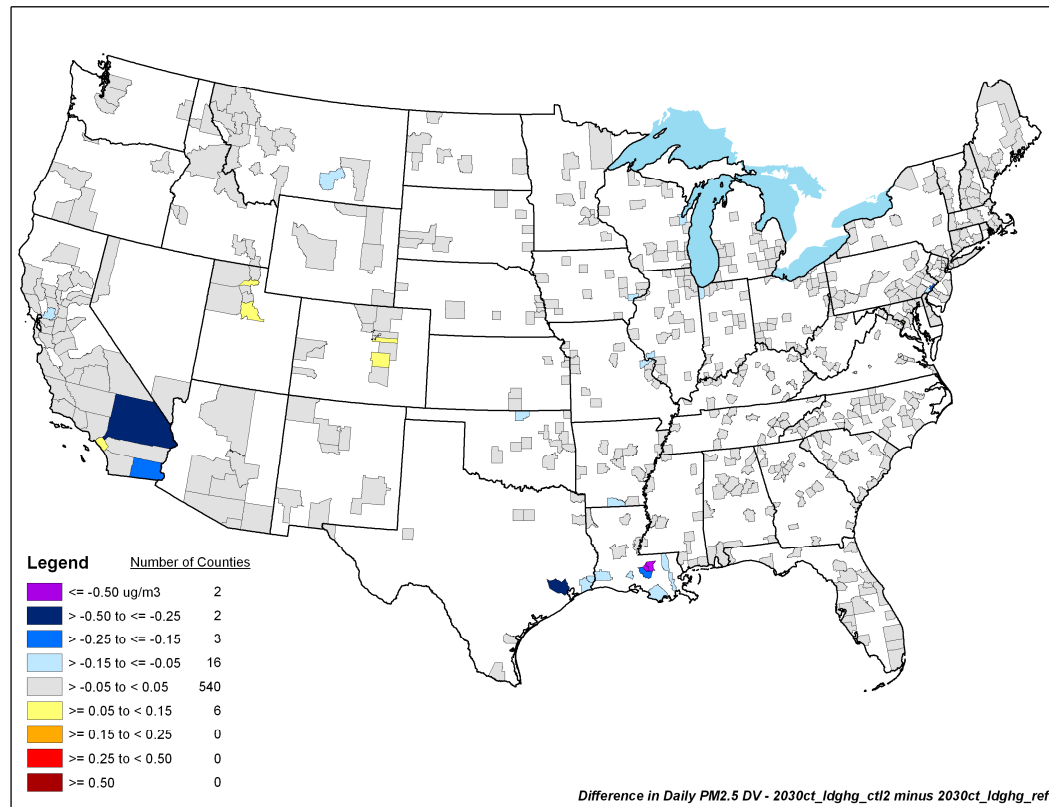 Legend Number of Counties
<= -0.50 ug/m3 2
> -0.50 to <= -0.25 2
> -0.25 to <= -0.15 3
> -0.15 to <= -0.05 16
> -0.05 to < 0.05 540
>= 0.05 to < 0.15 6
>= 0.15 to < 0.25 0
>= 0.25 to < 0.50 0
>= 0.50 0
Difference in Daily PM2.5 DV - 2030ct_ldghg_ctl2 minus 2030ct_ldghg_ref